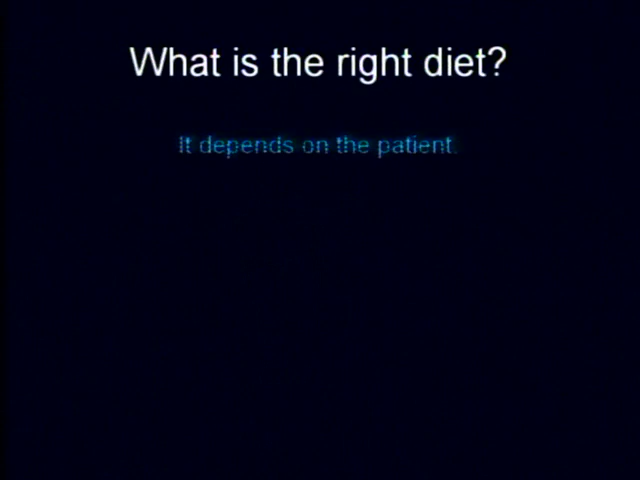 What is the right diet?
It depends on the patient.